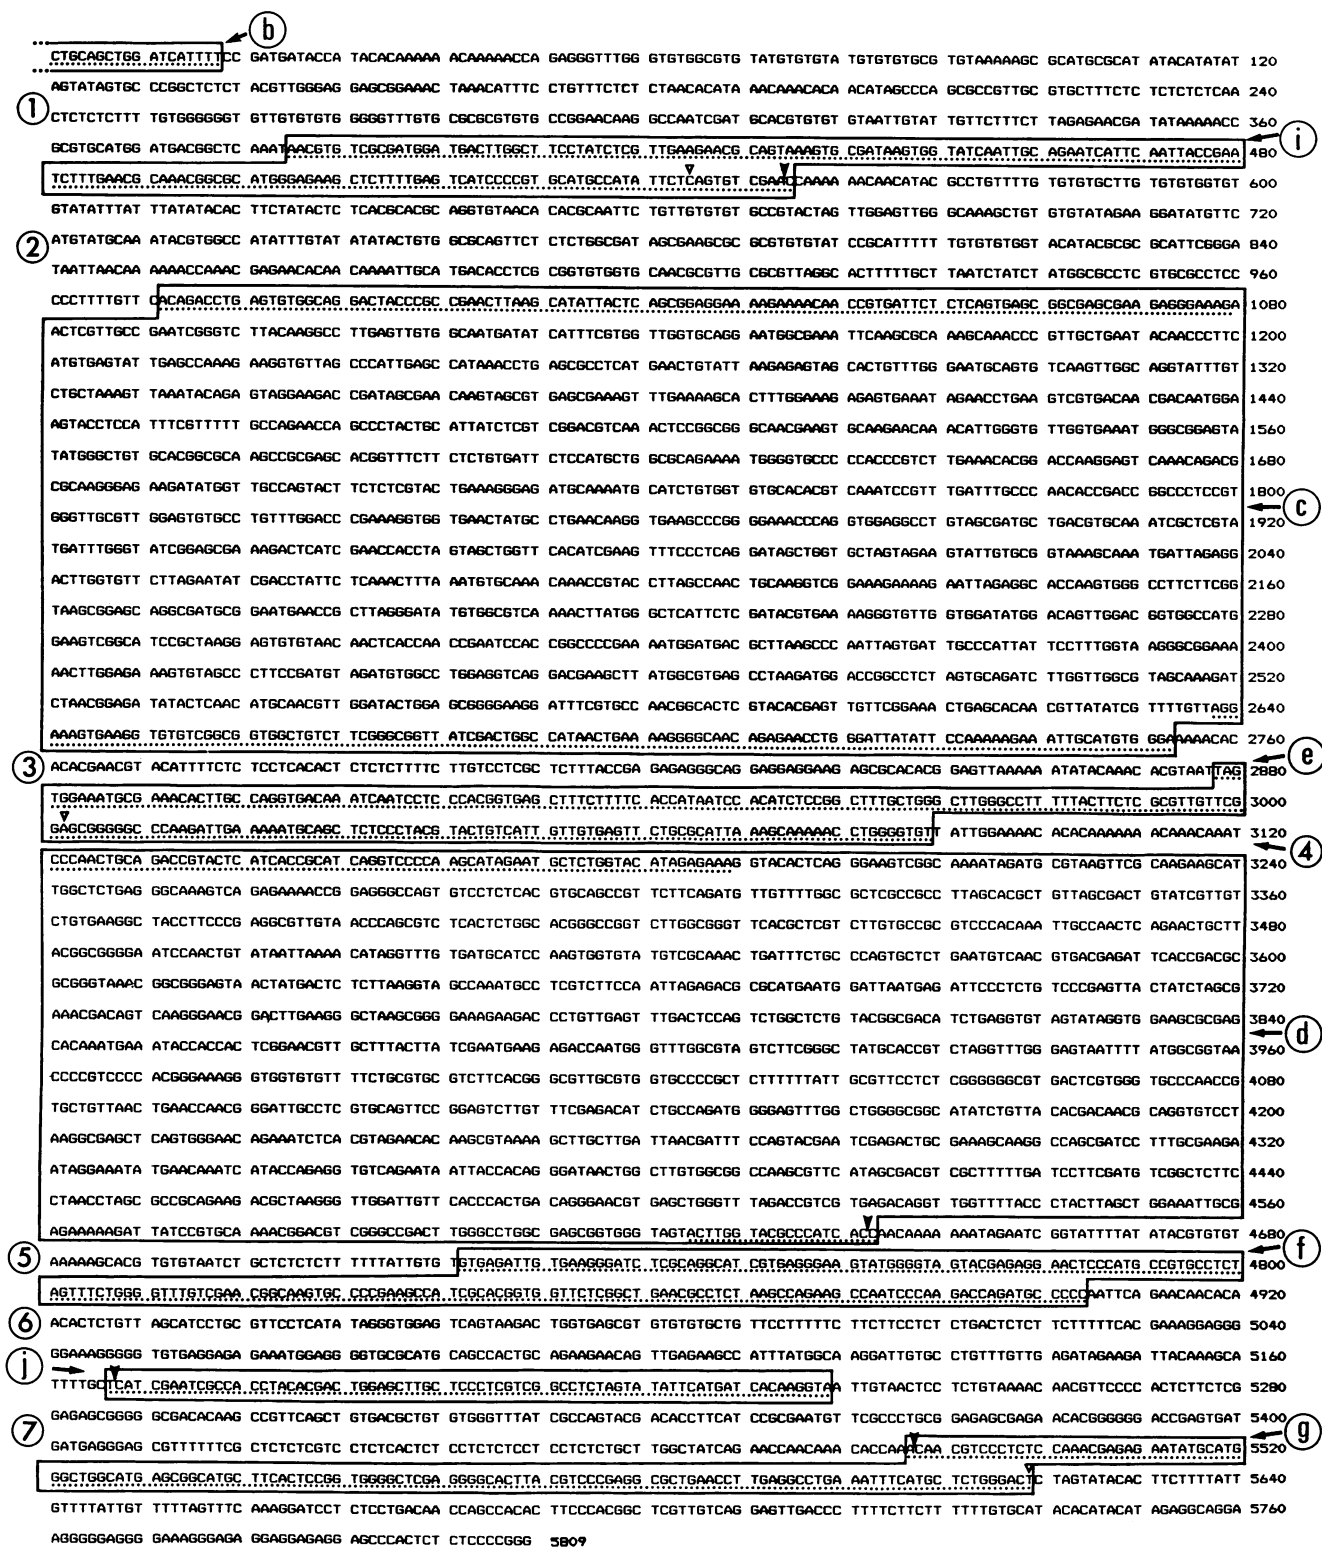 b
CTGCAGCTGG ATCATTTTCC GATGATACCA TACACAAAAA ACAAAAACCA GAGGGTTTGG GTGTGGCGTG TATGTGTGTA TGTGTGTGCG TGTAAAAAGC GCATGCGCAT ATACATATAT 120
AGTATAGTGC CCGGCTCTCT ACGTTGGGAG GAGCGGAAAC TAAACATTTC CTGTTTCTCT CTAACACATA AACAAACACA ACATAGCCCA GCGCCGTTGC GTGCTTTCTC TCTCTCTCAA 240
1
CTCTCTCTTT TGTGGGGGGT GTTGTGTGTG GGGGTTTGTG CGCGCGTGTG CCGGAACAAG GCCAATCGAT GCACGTGTGT GTAATTGTAT TGTTCTTTCT TAGAGAACGA TATAAAAACC 360
i
GCGTGCATGG ATGACGGCTC AAATAACGTG TCGCGATGGA TGACTTGGCT TCCTATCTCG TTGAAGAACG CAGTAAAGTG CGATAAGTGG TATCAATTGC AGAATCATTC AATTACCGAA 480
TCTTTGAACG CAAACGGCGC ATGGGAGAAG CTCTTTTGAG TCATCCCCGT GCATGCCATA TTCTCAGTGT CGAACCAAAA AACAACATAC GCCTGTTTTG TGTGTGCTTG TGTGTGGTGT 600
GTATATTTAT TTATATACAC TTCTATACTC TCACGCACGC AGGTGTAACA CACGCAATTC TGTTGTGTGT GCCGTACTAG TTGGAGTTGG GCAAAGCTGT GTGTATAGAA GGATATGTTC 720
2
ATGTATGCAA ATACGTGGCC ATATTTGTAT ATATACTGTG GCGCAGTTCT CTCTGGCGAT AGCGAAGCGC GCGTGTGTAT CCGCATTTTT TGTGTGTGGT ACATACGCGC GCATTCGGGA 840
TAATTAACAA AAAACCAAAC GAGAACACAA CAAAATTGCA TGACACCTCG CGGTGTGGTG CAACGCGTTG CGCGTTAGGC ACTTTTTGCT TAATCTATCT ATGGCGCCTC GTGCGCCTCC 960
CCCTTTTGTT CACAGACCTG AGTGTGGCAG GACTACCCGC CGAACTTAAG CATATTACTC AGCGGAGGAA AAGAAAACAA CCGTGATTCT CTCAGTGAGC GGCGAGCGAA GAGGGAAAGA 1080
ACTCGTTGCC GAATCGGGTC TTACAAGGCC TTGAGTTGTG GCAATGATAT CATTTCGTGG TTGGTGCAGG AATGGCGAAA TTCAAGCGCA AAGCAAACCC GTTGCTGAAT ACAACCCTTC 1200
ATGTGAGTAT TGAGCCAAAG AAGGTGTTAG CCCATTGAGC CATAAACCTG AGCGCCTCAT GAACTGTATT AAGAGAGTAG CACTGTTTGG GAATGCAGTG TCAAGTTGGC AGGTATTTGT 1320
CTGCTAAAGT TAAATACAGA GTAGGAAGAC CGATAGCGAA CAAGTAGCGT GAGCGAAAGT TTGAAAAGCA CTTTGGAAAG AGAGTGAAAT AGAACCTGAA GTCGTGACAA CGACAATGGA 1440
AGTACCTCCA TTTCGTTTTT GCCAGAACCA GCCCTACTGC ATTATCTCGT CGGACGTCAA ACTCCGGCGG GCAACGAAGT GCAAGAACAA ACATTGGGTG TTGGTGAAAT GGGCGGAGTA 1560
TATGGGCTGT GCACGGCGCA AGCCGCGAGC ACGGTTTCTT CTCTGTGATT CTCCATGCTG GCGCAGAAAA TGGGGTGCCC CCACCCGTCT TGAAACACGG ACCAAGGAGT CAAACAGACG 1680
CGCAAGGGAG AAGATATGGT TGCCAGTACT TCTCTCGTAC TGAAAGGGAG ATGCAAAATG CATCTGTGGT GTGCACACGT CAAATCCGTT TGATTTGCCC AACACCGACC GGCCCTCCGT 1800
c
GGGTTGCGTT GGAGTGTGCC TGTTTGGACC CGAAAGGTGG TGAACTATGC CTGAACAAGG TGAAGCCCGG GGAAACCCAG GTGGAGGCCT GTAGCGATGC TGACGTGCAA ATCGCTCGTA 1920
TGATTTGGGT ATCGGAGCGA AAGACTCATC GAACCACCTA GTAGCTGGTT CACATCGAAG TTTCCCTCAG GATAGCTGGT GCTAGTAGAA GTATTGTGCG GTAAAGCAAA TGATTAGAGG 2040
ACTTGGTGTT CTTAGAATAT CGACCTATTC TCAAACTTTA AATGTGCAAA CAAACCGTAC CTTAGCCAAC TGCAAGGTCG GAAAGAAAAG AATTAGAGGC ACCAAGTGGG CCTTCTTCGG 2160
TAAGCGGAGC AGGCGATGCG GAATGAACCG CTTAGGGATA TGTGGCGTCA AAACTTATGG GCTCATTCTC GATACGTGAA AAGGGTGTTG GTGGATATGG ACAGTTGGAC GGTGGCCATG 2280
GAAGTCGGCA TCCGCTAAGG AGTGTGTAAC AACTCACCAA CCGAATCCAC CGGCCCCGAA AATGGATGAC GCTTAAGCCC AATTAGTGAT TGCCCATTAT TCCTTTGGTA AGGGCGGAAA 2400
AACTTGGAGA AAGTGTAGCC CTTCCGATGT AGATGTGGCC TGGAGGTCAG GACGAAGCTT ATGGCGTGAG CCTAAGATGG ACCGGCCTCT AGTGCAGATC TTGGTTGGCG TAGCAAAGAT 2520
CTAACGGAGA TATACTCAAC ATGCAACGTT GGATACTGGA GCGGGGAAGG ATTTCGTGCC AACGGCACTC GTACACGAGT TGTTCGGAAA CTGAGCACAA CGTTATATCG TTTTGTTAGG 2640
AAAGTGAAGG TGTGTCGGCG GTGGCTGTCT TCGGGCGGTT ATCGACTGGC CATAACTGAA AAGGGGCAAC AGAGAACCTG GGATTATATT CCAAAAAGAA AATTGCATGTG GGAAAAACAC 2760
3
e
ACACGAACGT ACATTTTCTC TCCTCACACT CTCTCTTTTC TTGTCCTCGC TCTTTACCGA GAGAGGGCAG GAGGAGGAAG AGCGCACACG GGAGTTAAAAA ATATACAAAC ACGTAATTAG 2880
TGGAAATGCG AAACACTTGC CAGGTGACAA ATCAATCCTC CCACGGTGAG CTTTCTTTTC ACCATAATCC ACATCTCCGG CTTTGCTGGG CTTGGGCCTT TTTACTTCTC GCGTTGTTCG 3000
GAGCGGGGGC CCAAGATTGA AAAATGCAGC TCTCCCTACG TACTGTCATT GTTGTGAGTT CTGCGCATTA AAGCAAAAAC CTGGGGTGTT ATTGGAAAAC ACACAAAAAA ACAAACAAAT 3120
4
CCCAACTGCA GACCGTACTC ATCACCGCAT CAGGTCCCCA AGCATAGAAT GCTCTGGTAC ATAGAGAAAG GTACACTCAG GGAAGTCGGC AAAATAGATG CGTAAGTTCG CAAGAAGCAT 3240
TGGCTCTGAG GGCAAAGTCA GAGAAAACCG GAGGGCCAGT GTCCTCTCAC GTGCAGCCGT TCTTCAGATG TTGTTTTGGC GCTCGCCGCC TTAGCACGCT GTTAGCGACT GTATCGTTGT 3360
CTGTGAAGGC TACCTTCCCG AGGCGTTGTA ACCCAGCGTC TCACTCTGGC ACGGGCCGGT CTTGGCGGGT TCACGCTCGT CTTGTGCCGC GTCCCACAAA TTGCCAACTC AGAACTGCTT 3480
ACGGCGGGGA ATCCAACTGT ATAATTAAAA CATAGGTTTG TGATGCATCC AAGTGGTGTA TGTCGCAAAC TGATTTCTGC CCAGTGCTCT GAATGTCAAC GTGACGAGAT TCACCGACGC 3600
GCGGGTAAAC GGCGGGAGTA ACTATGACTC TCTTAAGGTA GCCAAATGCC TCGTCTTCCA ATTAGAGACG CGCATGAATG GATTAATGAG ATTCCCTCTG TCCCGAGTTA CTATCTAGCG 3720
AAACGACAGT CAAGGGAACG GACTTGAAGG GCTAAGCGGG GAAAGAAGAC CCTGTTGAGT TTGACTCCAG TCTGGCTCTG TACGGCGACA TCTGAGGTGT AGTATAGGTG GAAGCGCGAG 3840
d
CACAAATGAA ATACCACCAC TCGGAACGTT GCTTTACTTA TCGAATGAAG AGACCAATGG GTTTGGCGTA GTCTTCGGGC TATGCACCGT CTAGGTTTGG GAGTAATTTT ATGGCGGTAA 3960
CCCCGTCCCC ACGGGAAAGG GTGGTGTGTT TTCTGCGTGC GTCTTCACGG GCGTTGCGTG GTGCCCCGCT CTTTTTTATT GCGTTCCTCT CGGGGGGCGT GACTCGTGGG TGCCCAACCG 4080
TGCTGTTAAC TGAACCAACG GGATTGCCTC GTGCAGTTCC GGAGTCTTGT TTCGAGACAT CTGCCAGATG GGGAGTTTGG CTGGGGCGGC ATATCTGTTA CACGACAACG CAGGTGTCCT 4200
AAGGCGAGCT CAGTGGGAAC AGAAATCTCA CGTAGAACAC AAGCGTAAAA GCTTGCTTGA TTAACGATTT CCAGTACGAA TCGAGACTGC GAAAGCAAGG CCAGCGATCC TTTGCGAAGA 4320
ATAGGAAATA TGAACAAATC ATACCAGAGG TGTCAGAATA ATTACCACAG GGATAACTGG CTTGTGGCGG CCAAGCGTTC ATAGCGACGT CGCTTTTTGA TCCTTCGATG TCGGCTCTTC 4440
CTAACCTAGC GCCGCAGAAG ACGCTAAGGG TTGGATTGTT CACCCACTGA CAGGGAACGT GAGCTGGGTT TAGACCGTCG TGAGACAGGT TGGTTTTACC CTACTTAGCT GGAAATTGCG 4560
AGAAAAAGAT TATCCGTGCA AAACGGACGT CGGGCCGACT TGGGCCTGGC GAGCGGTGGG TAGTACTTGG TACGCCCATC ACCAACAAAA AAATAGAATC GGTATTTTAT ATACGTGTGT 4680
5
f
AAAAAGCACG TGTGTAATCT GCTCTCTCTT TTTTATTGTG TGTGAGATTG TGAAGGGATC TCGCAGGCAT CGTGAGGGAA GTATGGGGTA GTACGAGAGG AACTCCCATG CCGTGCCTCT 4800
AGTTTCTGGG GTTTGTCGAA CGGCAAGTGC CCCGAAGCCA TCGCACGGTG GTTCTCGGCT GAACGCCTCT AAGCCAGAAG CCAATCCCAA GACCAGATGC CCCCCAATTCA GAACAACACA 4920
6
ACACTCTGTT AGCATCCTGC GTTCCTCATA TAGGGTGGAG TCAGTAAGAC TGGTGAGCGT GTGTGTGCTG TTCCTTTTTC TTCTTCCTCT CTGACTCTCT TCTTTTTCAC GAAAGGAGGG 5040
GGAAAGGGGG TGTGAGGAGA GAAATGGAGG GGTGCGCATG CAGCCACTGC AGAAGAACAG TTGAGAAGCC ATTTATGGCA AGGATTGTGC CTGTTTGTTG AGATAGAAGA TTACAAAGCA 5160
j
TTTTGCTCAT CGAATCGCCA CCTACACGAC TGGAGCTTGC TCCCTCGTCG GCCTCTAGTA TATTCATGAT CACAAGGTAA TTGTAACTCC TCTGTAAAAC AACGTTCCCC ACTCTTCTCG 5280
GAGAGCGGGG GCGACACAAG CCGTTCAGCT GTGACGCTGT GTGGGTTTAT CGCCAGTACG ACACCTTCAT CCGCGAATGT TCGCCCTGCG GAGAGCGAGA ACACGGGGGG ACCGAGTGAT 5400
7
g
GATGAGGGAG CGTTTTTTCG CTCTCTCGTC CTCTCACTCT CCTCTCTCTC CTCTCTGCTT TGGCTATCAG AACCAACAAA CACCAAACAA CGTCCCTCTC CAAACGAGAG AATATGCATG 5520
GGCTGGCATG AGCGGCATGC TTCACTCCGG TGGGGCTCGA GGGGCACTTA CGTCCCGAGG CGCTGAACCT TGAGGCCTGA AATTTCATGC TCTGGGACTC TAGTATACAC TTCTTTTATT 5640
GTTTTATTGT TTTTAGTTTC AAAGGATCCT CTCCTGACAA CCAGCCACAC TTCCCACGGC TCGTTGTCAG GAGTTGACCC TTTTCTTCTT TTTTGTGCAT ACACATACAT AGAGGCAGGA 5760
AGGGGGAGGG GAAAGGGAGA GGAGGAGAGG AGCCCACTCT CTCCCCGGG 5809